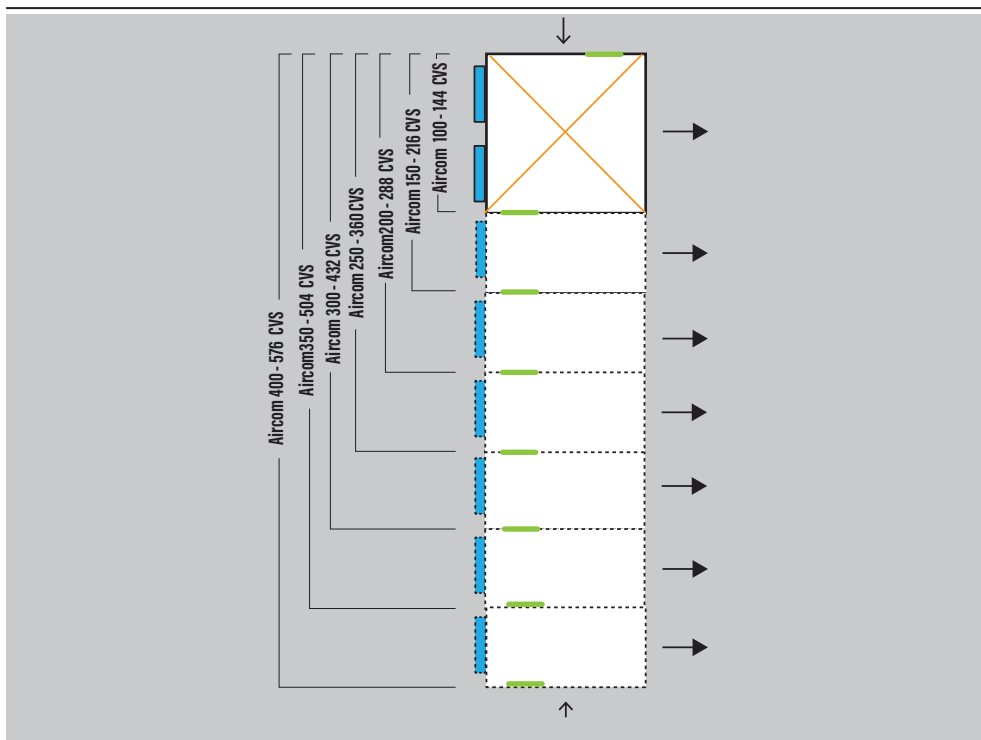 Aircom 400 - 576 CVS
Aircom350 - 504 CVS
Aircom 300 - 432 CVS
Aircom 250 - 360 CVS
Aircom200 - 288 CVS
Aircom 150 - 216 CVS
Aircom 100 - 144 CVS